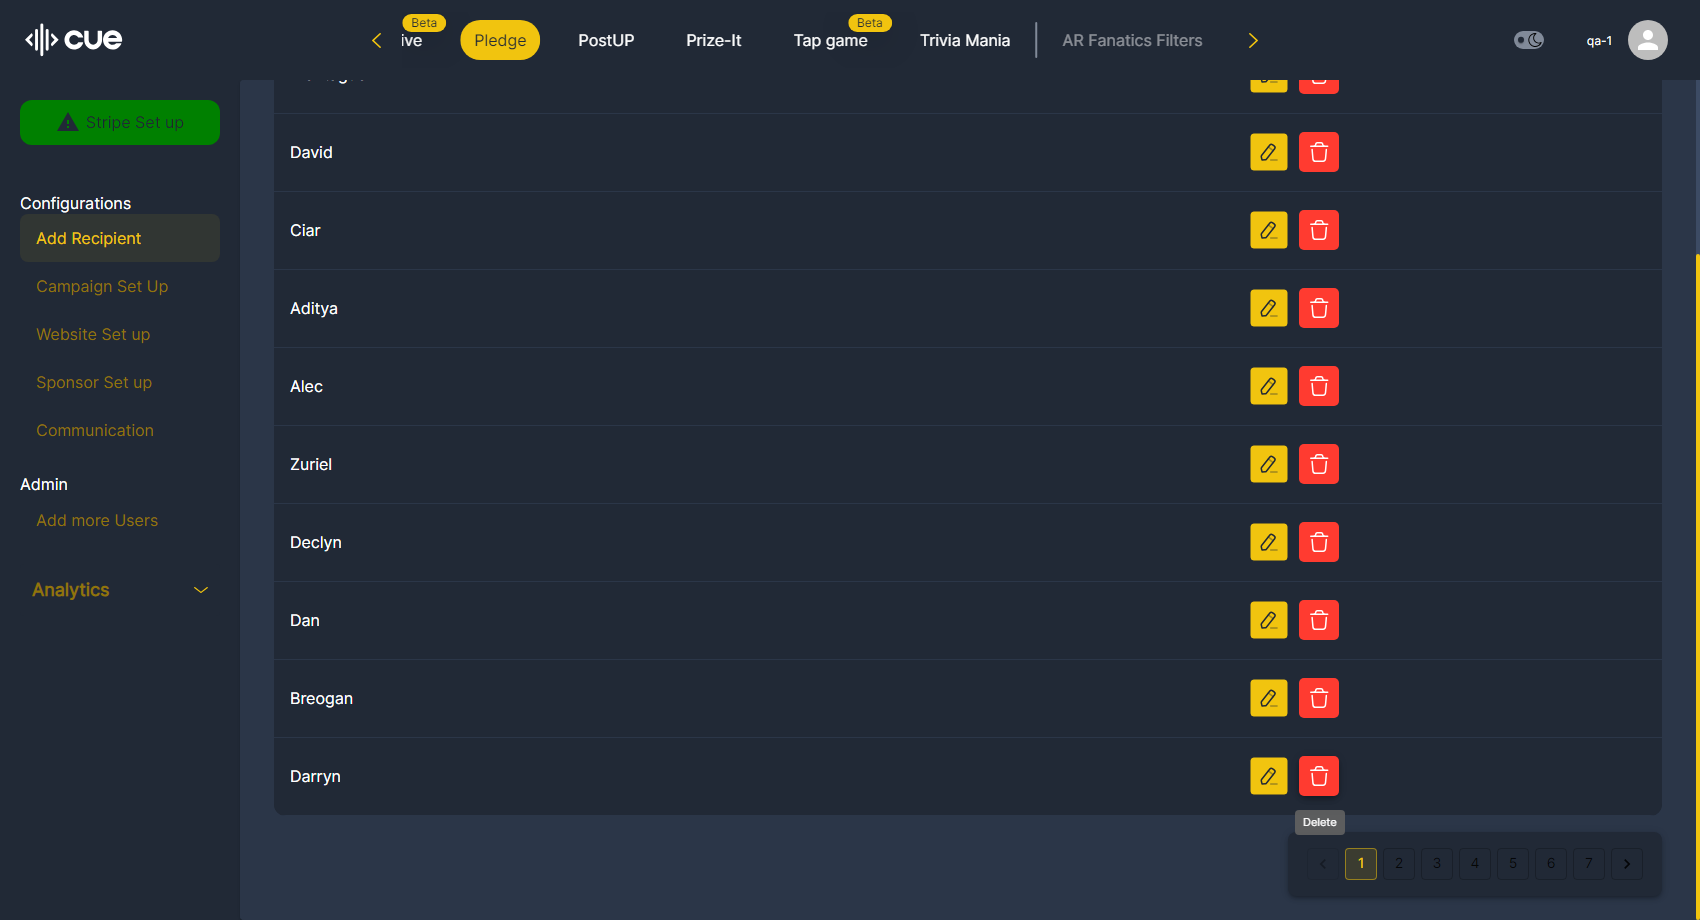 cue
Beta
ive
Pledge
PostUP
Prize-It
Beta
Tap game
Trivia Mania
AR Fanatics Filters
qa-1
Stripe Set up
Configurations
Add Recipient
Campaign Set Up
Website Set up
Sponsor Set up
Communication
Admin
Add more Users
Analytics
David
Ciar
Aditya
Alec
Zuriel
Declyn
Dan
Breogan
Darryn
Delete
1 2 3 4 5 6 7